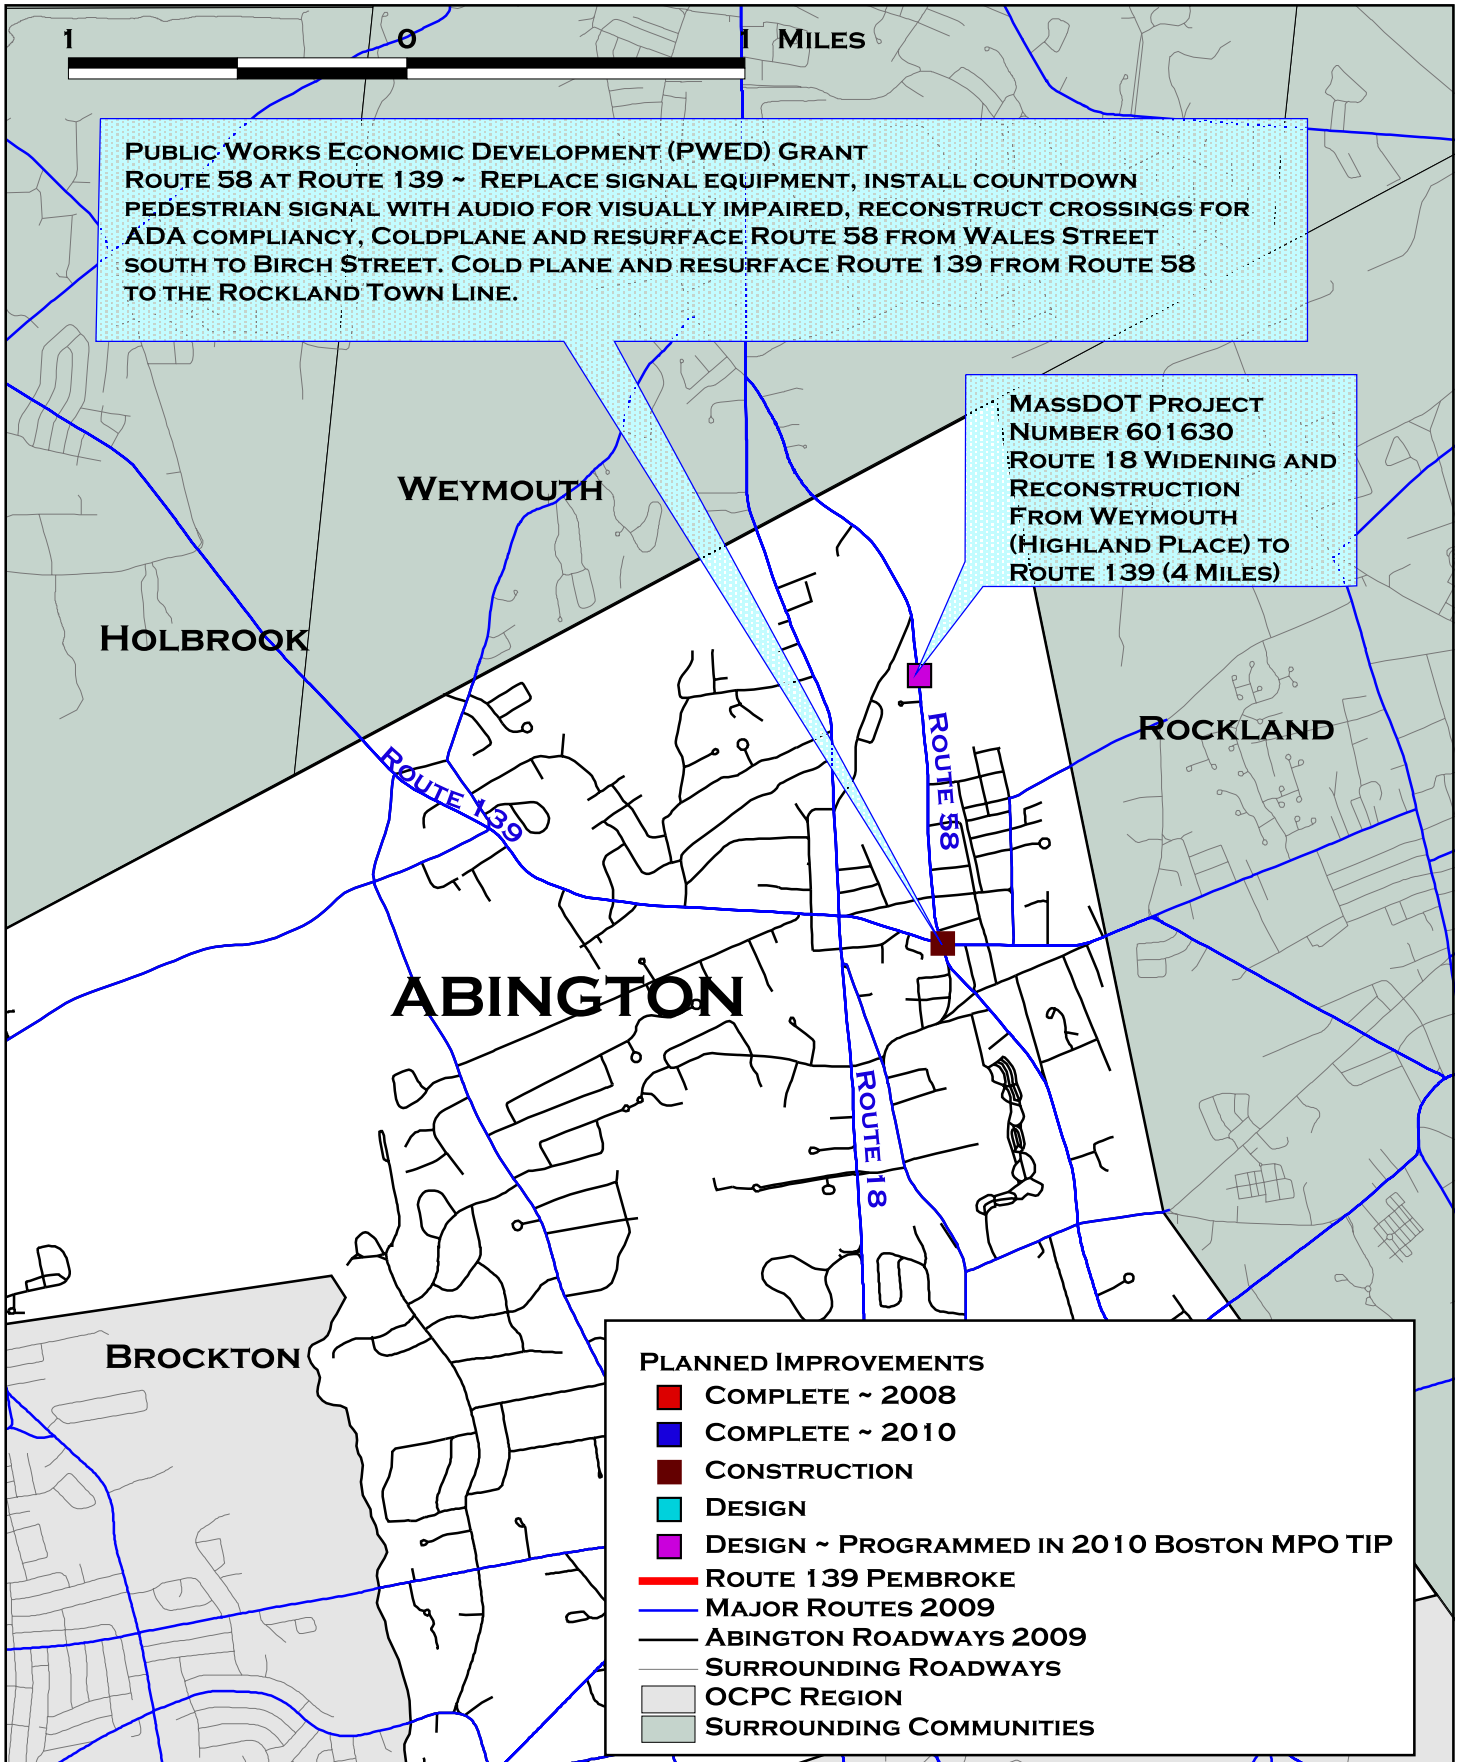 1 0 1 Miles
Public Works Economic Development (PWED) Grant
Route 58 at Route 139 ~ Replace signal equipment, install countdown
pedestrian signal with audio for visually impaired, reconstruct crossings for
ADA compliancy, Coldplane and resurface Route 58 from Wales Street
south to Birch Street. Cold plane and resurface Route 139 from Route 58
to the Rockland Town Line.
MassDOT Project
Number 601630
Route 18 Widening and
Reconstruction
From Weymouth
(Highland Place) to
Route 139 (4 Miles)
Weymouth
Holbrook
Rockland
Route 139
Route 58
ABINGTON
Route 18
Brockton
Planned Improvements
Complete ~ 2008
Complete ~ 2010
Construction
Design
Design ~ Programmed in 2010 Boston MPO TIP
Route 139 Pembroke
Major Routes 2009
Abington Roadways 2009
Surrounding Roadways
OCPC Region
Surrounding Communities